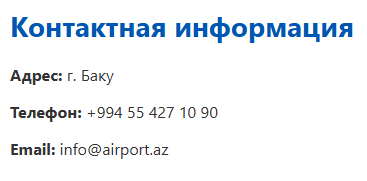 Контактная информация
Адрес: г. Баку
Телефон: +994 55 427 10 90
Email: info@airport.az